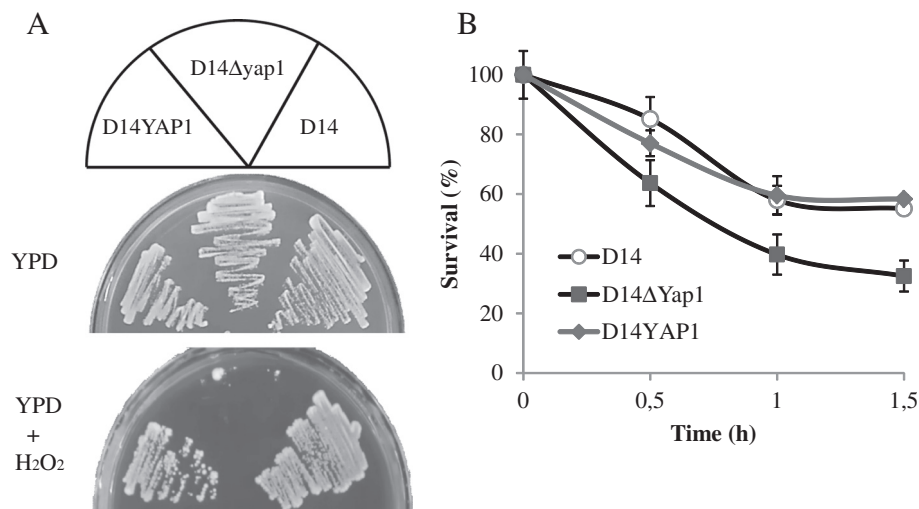 A
D14Δyap1
D14YAP1
D14
YPD
YPD
+
H2O2
B
100
80
60
40
20
0
Survival (%)
D14
D14ΔYap1
D14YAP1
0
0,5
1
1,5
Time (h)